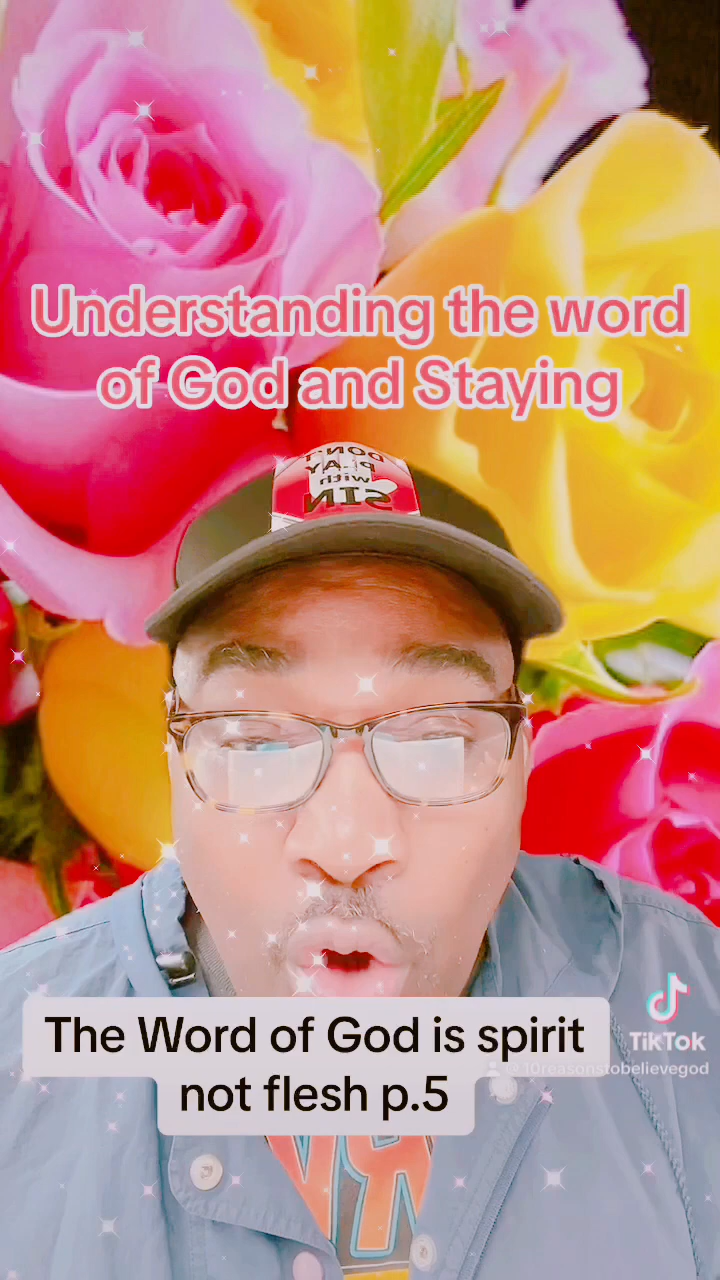 Understanding the word
of God and Staying
DON'T
PLAY
with
SIN
The Word of God is spirit
not flesh p.5
TikTok
@10reasonstobelievegod